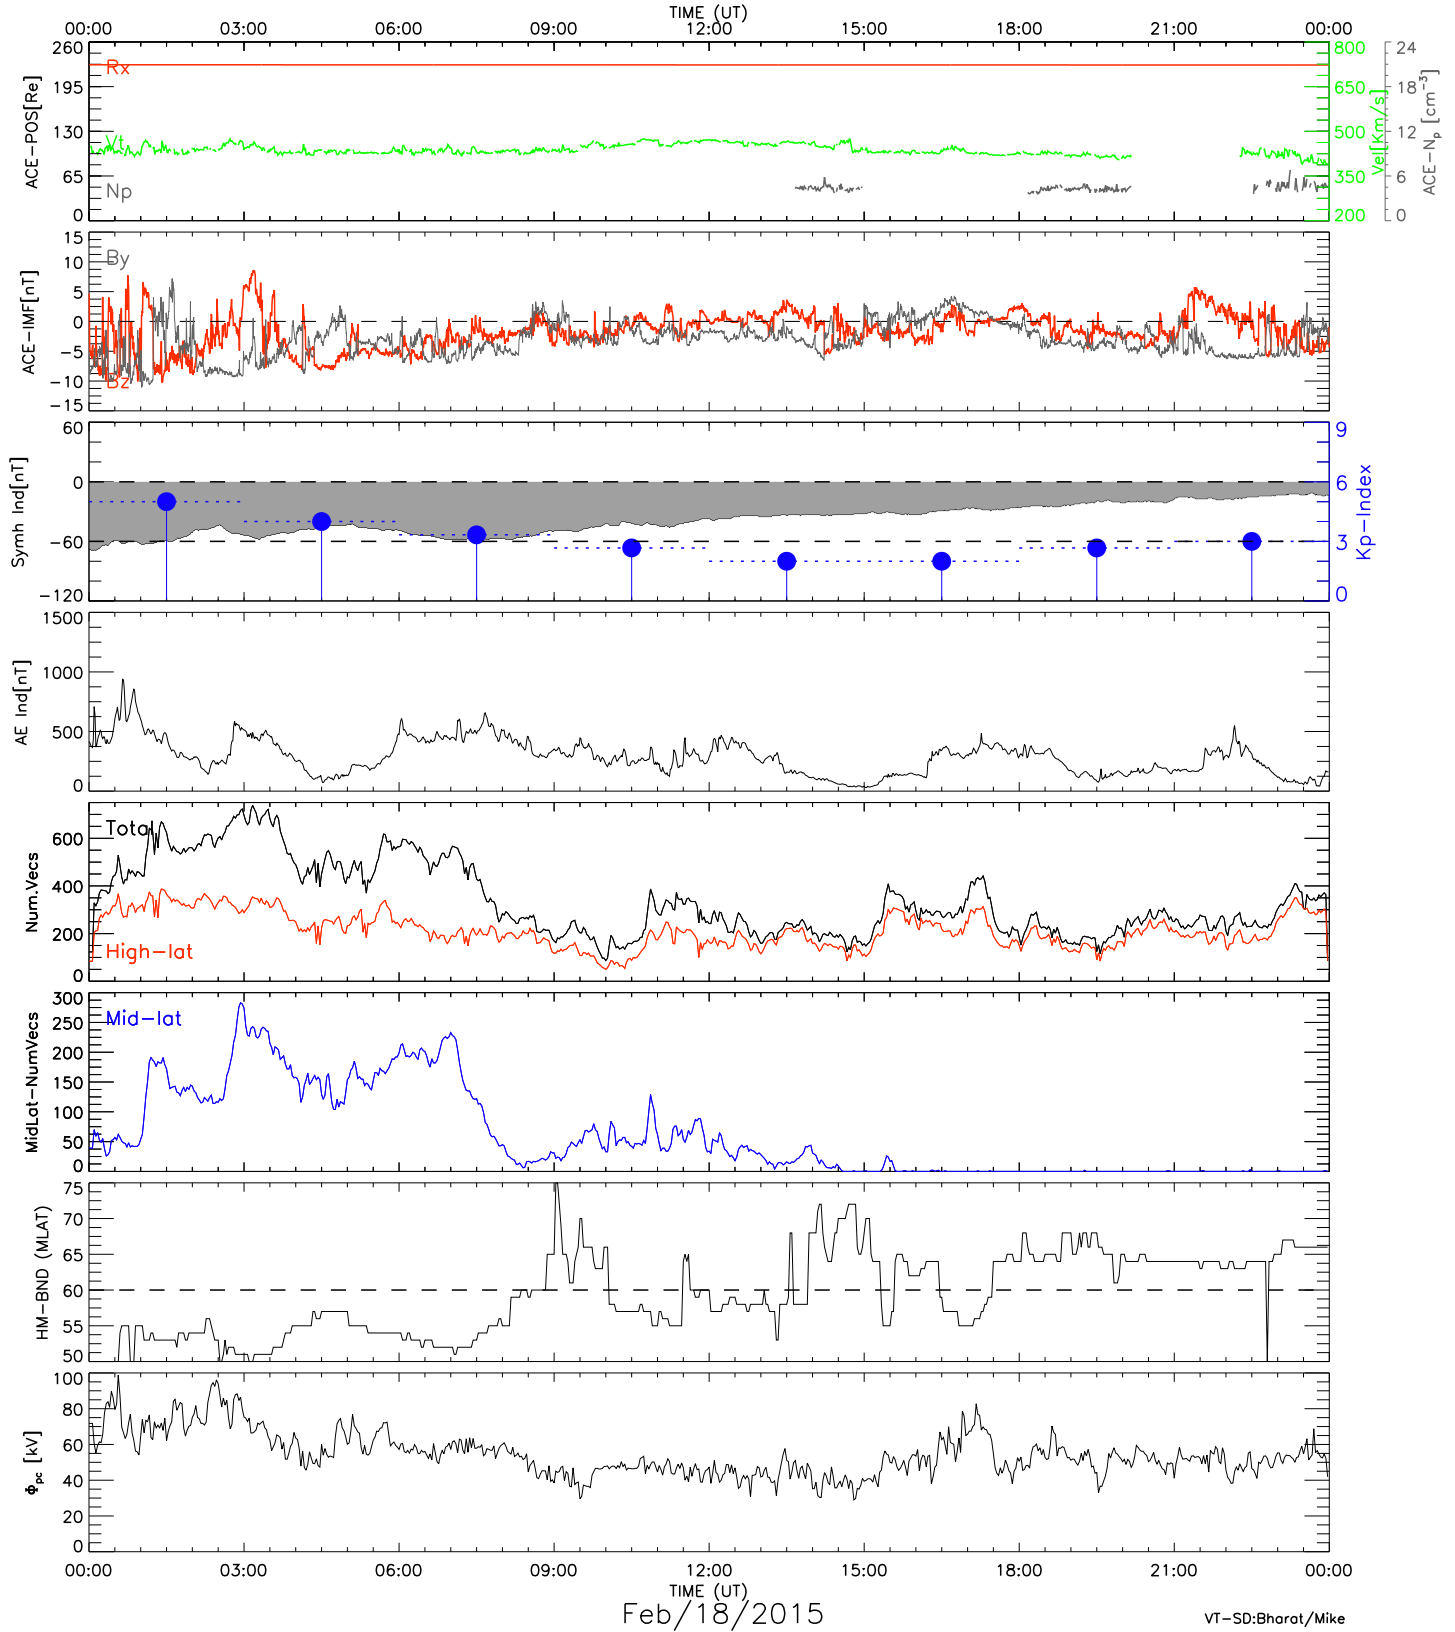 TIME (UT)
00:00 03:00 06:00 09:00 12:00 15:00 18:00 21:00 00:00
ACE-POS[Re]
260
195
130
65
0
Rx
Vt
Np
800
650
500
350
200
Vel[Km/s]
24
18
12
6
0
ACE-Np [cm-3]
ACE-IMF[nT]
15
10
5
0
-5
-10
-15
By
Bz
Symh Ind[nT]
60
0
-60
-120
9
6
3
0
Kp-Index
AE Ind[nT]
1500
1000
500
0
Num.Vecs
600
400
200
0
Total
High-lat
MidLat-NumVecs
300
250
200
150
100
50
0
Mid-lat
HM-BND (MLAT)
75
70
65
60
55
50
Φpc [kV]
100
80
60
40
20
0
00:00 03:00 06:00 09:00 12:00 15:00 18:00 21:00 00:00
TIME (UT)
Feb/18/2015
VT-SD:Bharat/Mike